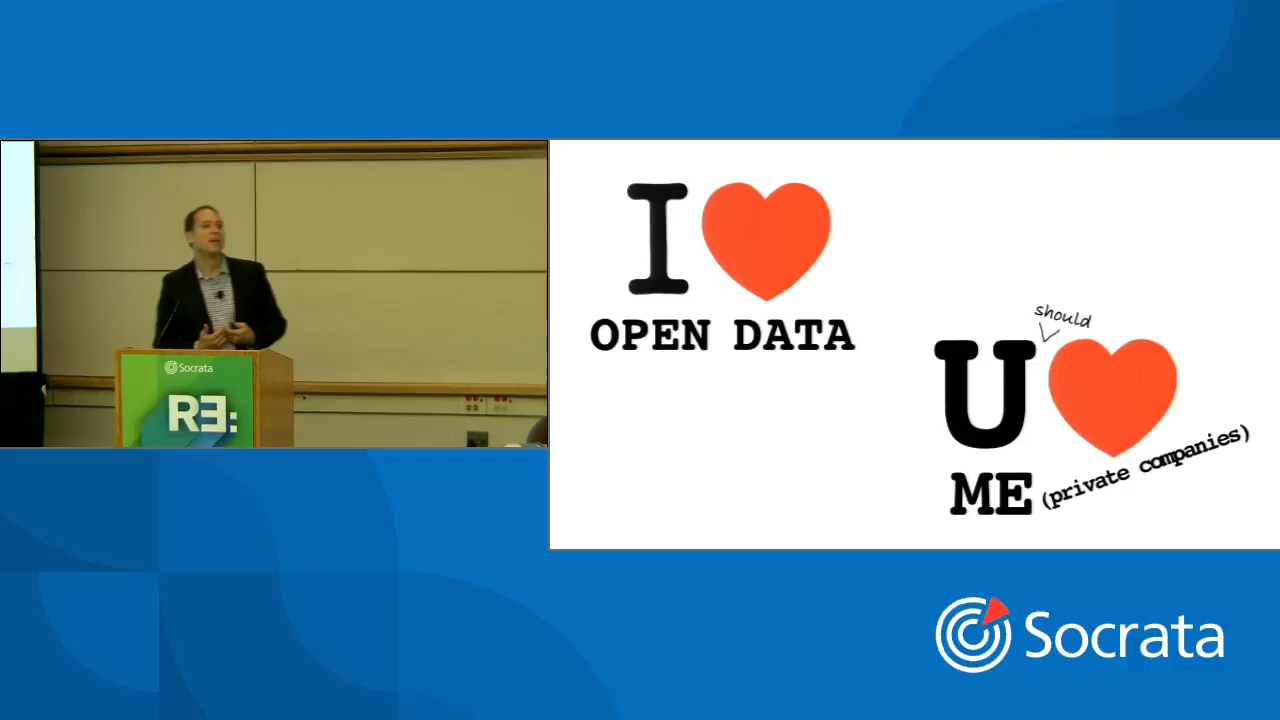 Socrata
RE:
I
OPEN DATA
should
U
ME (private companies)
Socrata